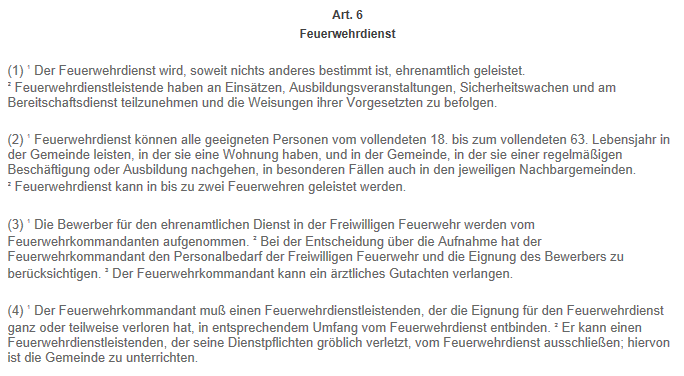 Art. 6
Feuerwehrdienst
(1) ¹ Der Feuerwehrdienst wird, soweit nichts anderes bestimmt ist, ehrenamtlich geleistet.
² Feuerwehrdienstleistende haben an Einsätzen, Ausbildungsveranstaltungen, Sicherheitswachen und am
Bereitschaftsdienst teilzunehmen und die Weisungen ihrer Vorgesetzten zu befolgen.
(2) ¹ Feuerwehrdienst können alle geeigneten Personen vom vollendeten 18. bis zum vollendeten 63. Lebensjahr in
der Gemeinde leisten, in der sie eine Wohnung haben, und in der Gemeinde, in der sie einer regelmäßigen
Beschäftigung oder Ausbildung nachgehen, in besonderen Fällen auch in den jeweiligen Nachbargemeinden.
² Feuerwehrdienst kann in bis zu zwei Feuerwehren geleistet werden.
(3) ¹ Die Bewerber für den ehrenamtlichen Dienst in der Freiwilligen Feuerwehr werden vom
Feuerwehrkommandanten aufgenommen. ² Bei der Entscheidung über die Aufnahme hat der
Feuerwehrkommandant den Personalbedarf der Freiwilligen Feuerwehr und die Eignung des Bewerbers zu
berücksichtigen. ³ Der Feuerwehrkommandant kann ein ärztliches Gutachten verlangen.
(4) ¹ Der Feuerwehrkommandant muß einen Feuerwehrdienstleistenden, der die Eignung für den Feuerwehrdienst
ganz oder teilweise verloren hat, in entsprechendem Umfang vom Feuerwehrdienst entbinden. ² Er kann einen
Feuerwehrdienstleistenden, der seine Dienstpflichten gröblich verletzt, vom Feuerwehrdienst ausschließen; hiervon
ist die Gemeinde zu unterrichten.